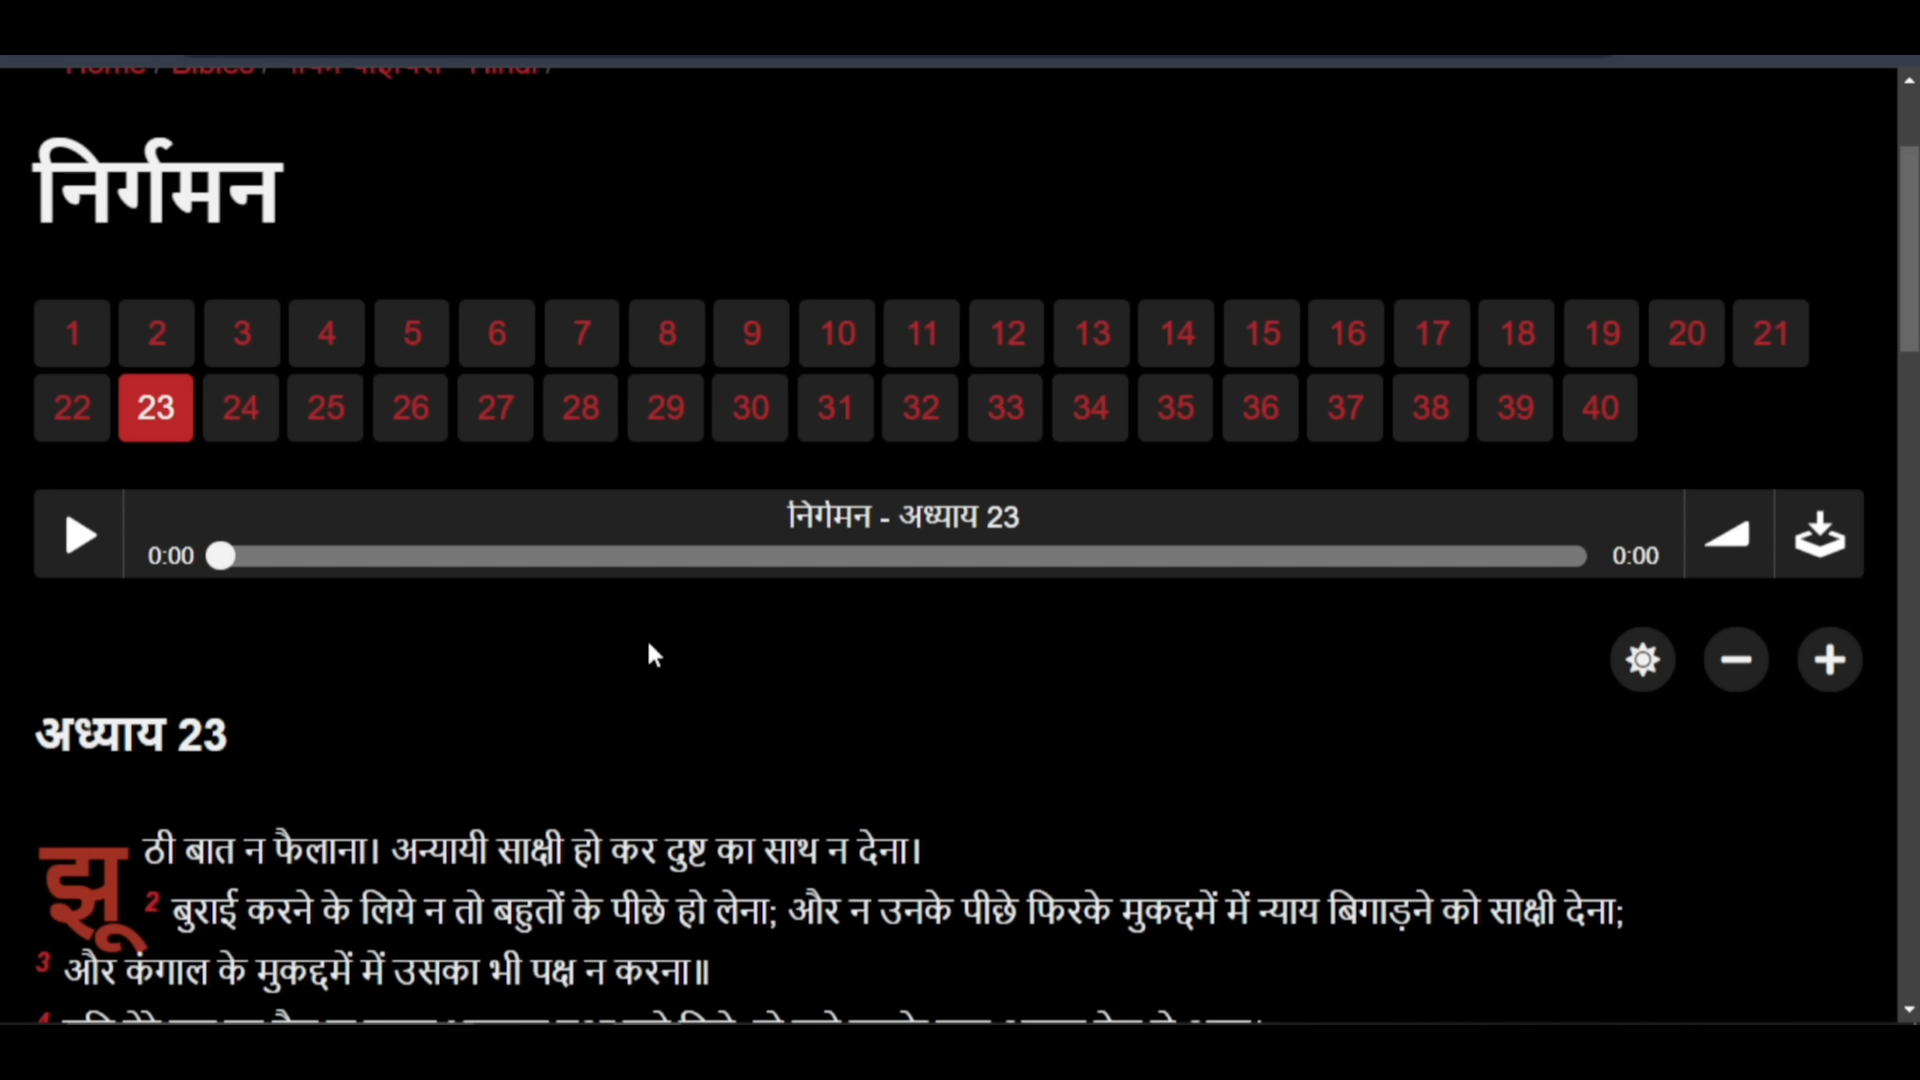 Home / Bibles / - Hindi /
निर्गमन
1 2 3 4 5 6 7 8 9 10 11 12 13 14 15 16 17 18 19 20 21
22 23 24 25 26 27 28 29 30 31 32 33 34 35 36 37 38 39 40
निर्गमन - अध्याय 23
0:00 0:00
अध्याय 23
झूठी बात न फैलाना। अन्यायी साक्षी हो कर दुष्ट का साथ न देना।
2 बुराई करने के लिये न तो बहुतों के पीछे हो लेना; और न उनके पीछे फिरके मुकद्दमें में न्याय बिगाड़ने को साक्षी देना;
3 और कंगाल के मुकद्दमें में उसका भी पक्ष न करना॥